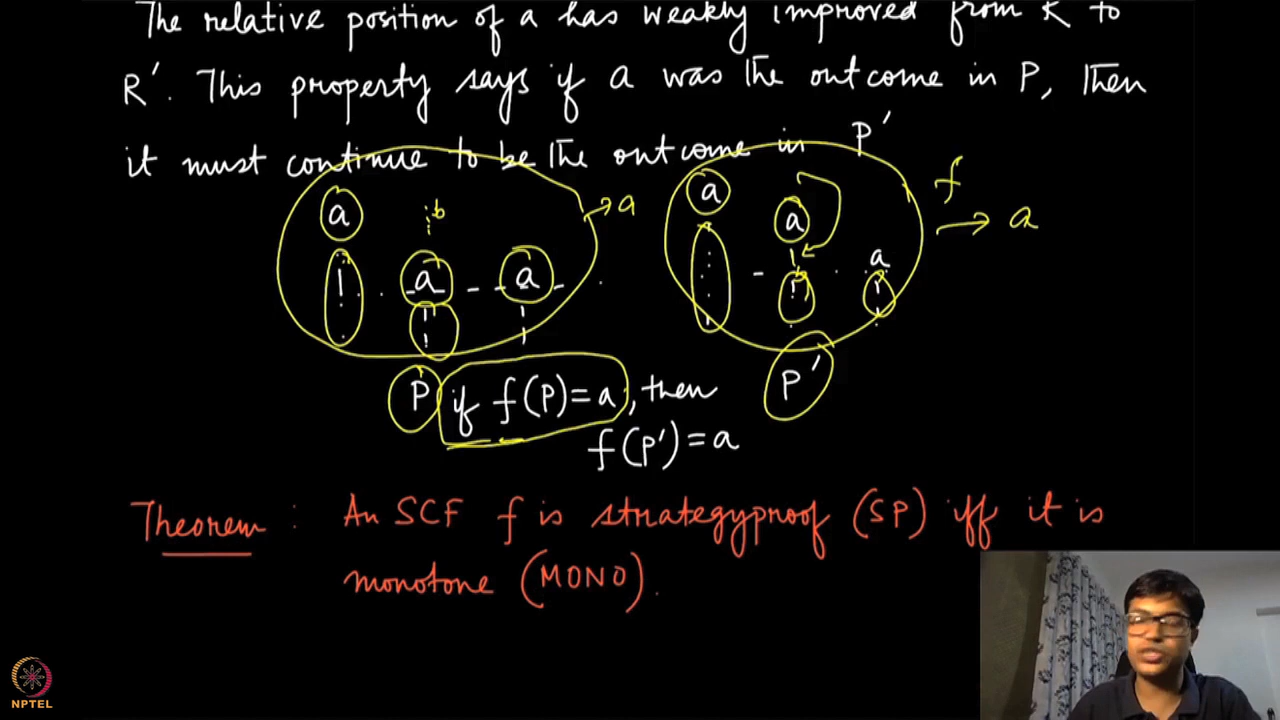 The relative position of a has weakly improved from R to
R'. This property says if a was the outcome in P, then
it must continue to be the outcome in P'
a b a a → a
a a a f → a
P if f(P) = a, then P'
f(P') = a
Theorem : An SCF f is strategyproof (SP) iff it is
monotone (MONO).
NPTEL